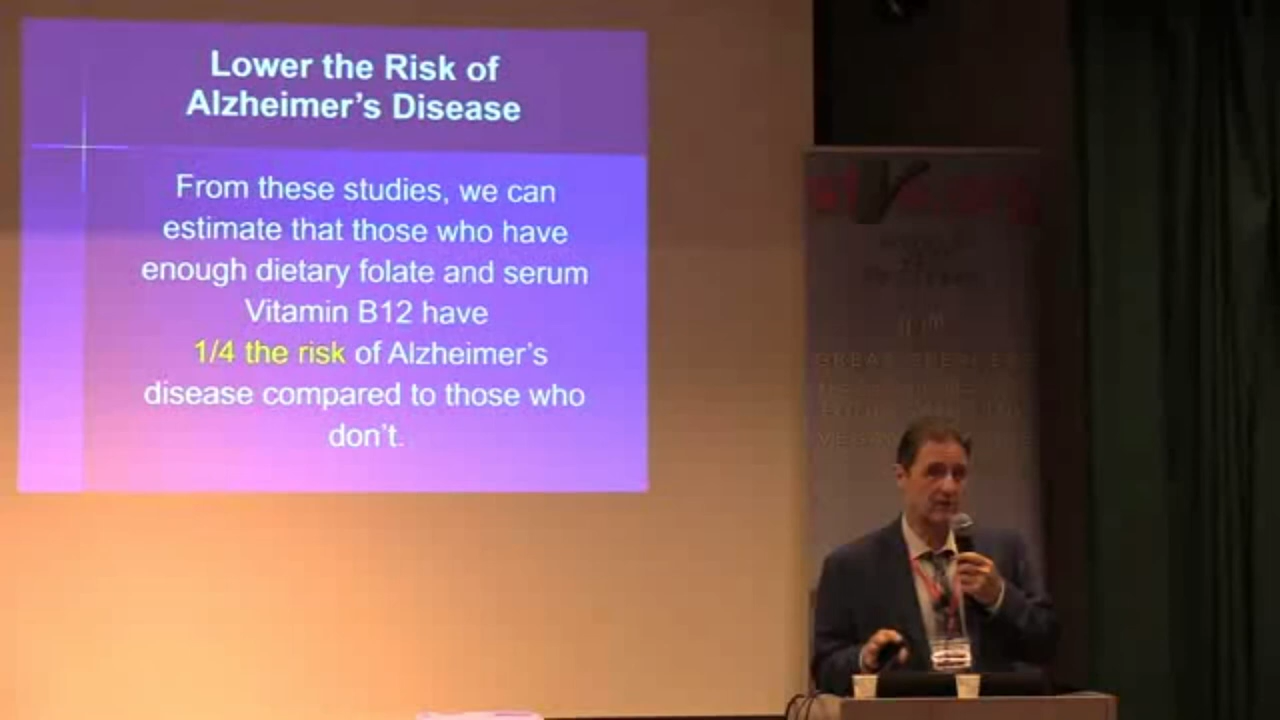 Lower the Risk of
Alzheimer's Disease
From these studies, we can
estimate that those who have
enough dietary folate and serum
Vitamin B12 have
1/4 the risk of Alzheimer's
disease compared to those who
don't.